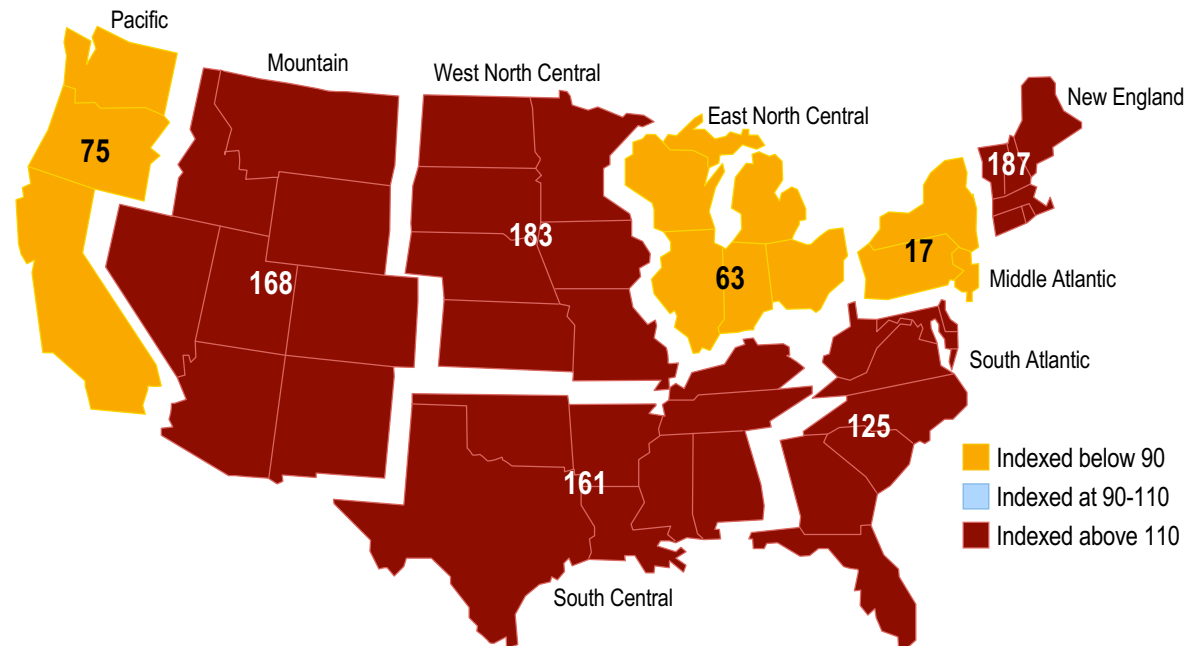 Pacific
Mountain
West North Central
East North Central
New England
75
187
183
17
168
63
Middle Atlantic
South Atlantic
125
Indexed below 90
161
Indexed at 90-110
Indexed above 110
South Central